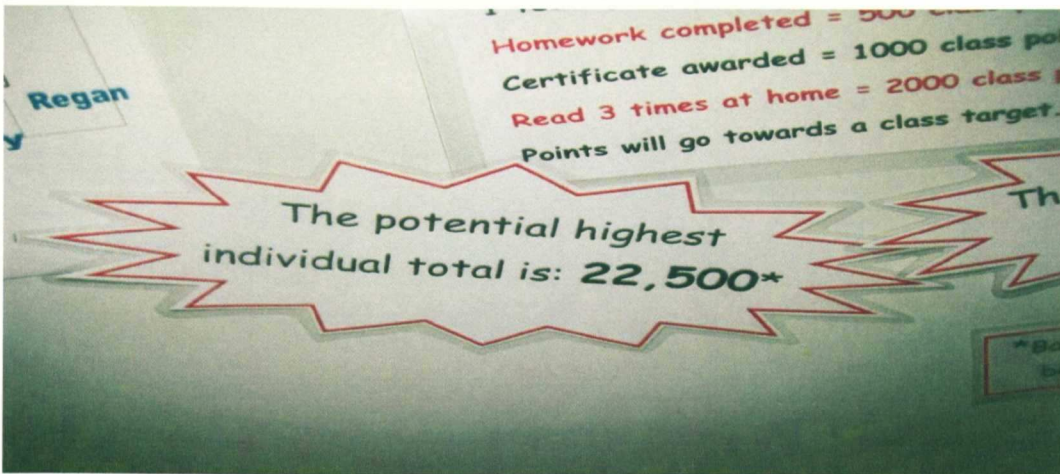 Homework completed = 500
Certificate awarded = 1000 class
Read 3 times at home = 2000 class
Points will go towards a class target.
Regan
y
The potential highest
individual total is: 22,500*
Th